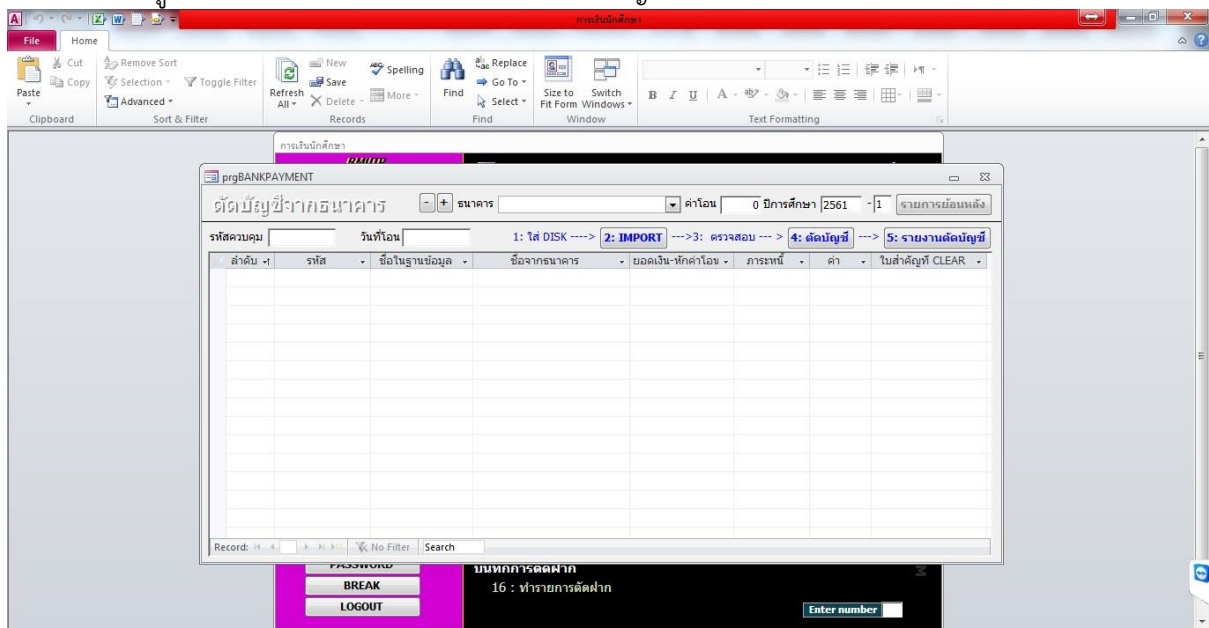 การเงินนักศึกษา
File Home
Cut
Copy
Paste
Clipboard
Remove Sort
Selection
Advanced
Toggle Filter
Sort & Filter
Refresh All
New
Save
Delete
Spelling
More
Records
Find
Replace
Go To
Select
Find
Size to Fit Form
Switch Windows
Window
B I U A
Text Formatting
การเงินนักศึกษา
prgBANKPAYMENT
ตัดบัญชีจากธนาคาร - + ธนาคาร ค่าโอน 0 ปีการศึกษา 2561 - 1 รายการย้อนหลัง
รหัสควบคุม วันที่โอน 1: ใส่ DISK ----> 2: IMPORT --->3: ตรวจสอบ --- > 4: ตัดบัญชี ---> 5: รายงานตัดบัญชี
ลำดับ รหัส ชื่อในฐานข้อมูล ชื่อจากธนาคาร ยอดเงิน-หักค่าโอน ภาระหนี้ ค่า ใบสำคัญที่ CLEAR
Record: No Filter Search
PASSWORD
บันทึกการตัดฝาก
BREAK
16 : ทำรายการตัดฝาก
LOGOUT
Enter number